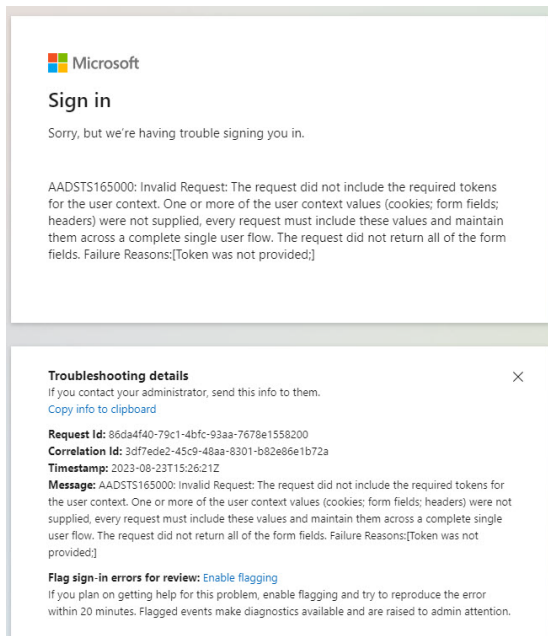 Microsoft
Sign in
Sorry, but we're having trouble signing you in.
AADSTS165000: Invalid Request: The request did not include the required tokens
for the user context. One or more of the user context values (cookies; form fields;
headers) were not supplied, every request must include these values and maintain
them across a complete single user flow. The request did not return all of the form
fields. Failure Reasons:[Token was not provided;]
Troubleshooting details
If you contact your administrator, send this info to them.
Copy info to clipboard
Request Id: 86da4f40-79c1-4bfc-93aa-7678e1558200
Correlation Id: 3df7ede2-45c9-48aa-8301-b82e86e1b72a
Timestamp: 2023-08-23T15:26:21Z
Message: AADSTS165000: Invalid Request: The request did not include the required tokens for
the user context. One or more of the user context values (cookies; form fields; headers) were not
supplied, every request must include these values and maintain them across a complete single
user flow. The request did not return all of the form fields. Failure Reasons:[Token was not
provided;]
Flag sign-in errors for review: Enable flagging
If you plan on getting help for this problem, enable flagging and try to reproduce the error
within 20 minutes. Flagged events make diagnostics available and are raised to admin attention.